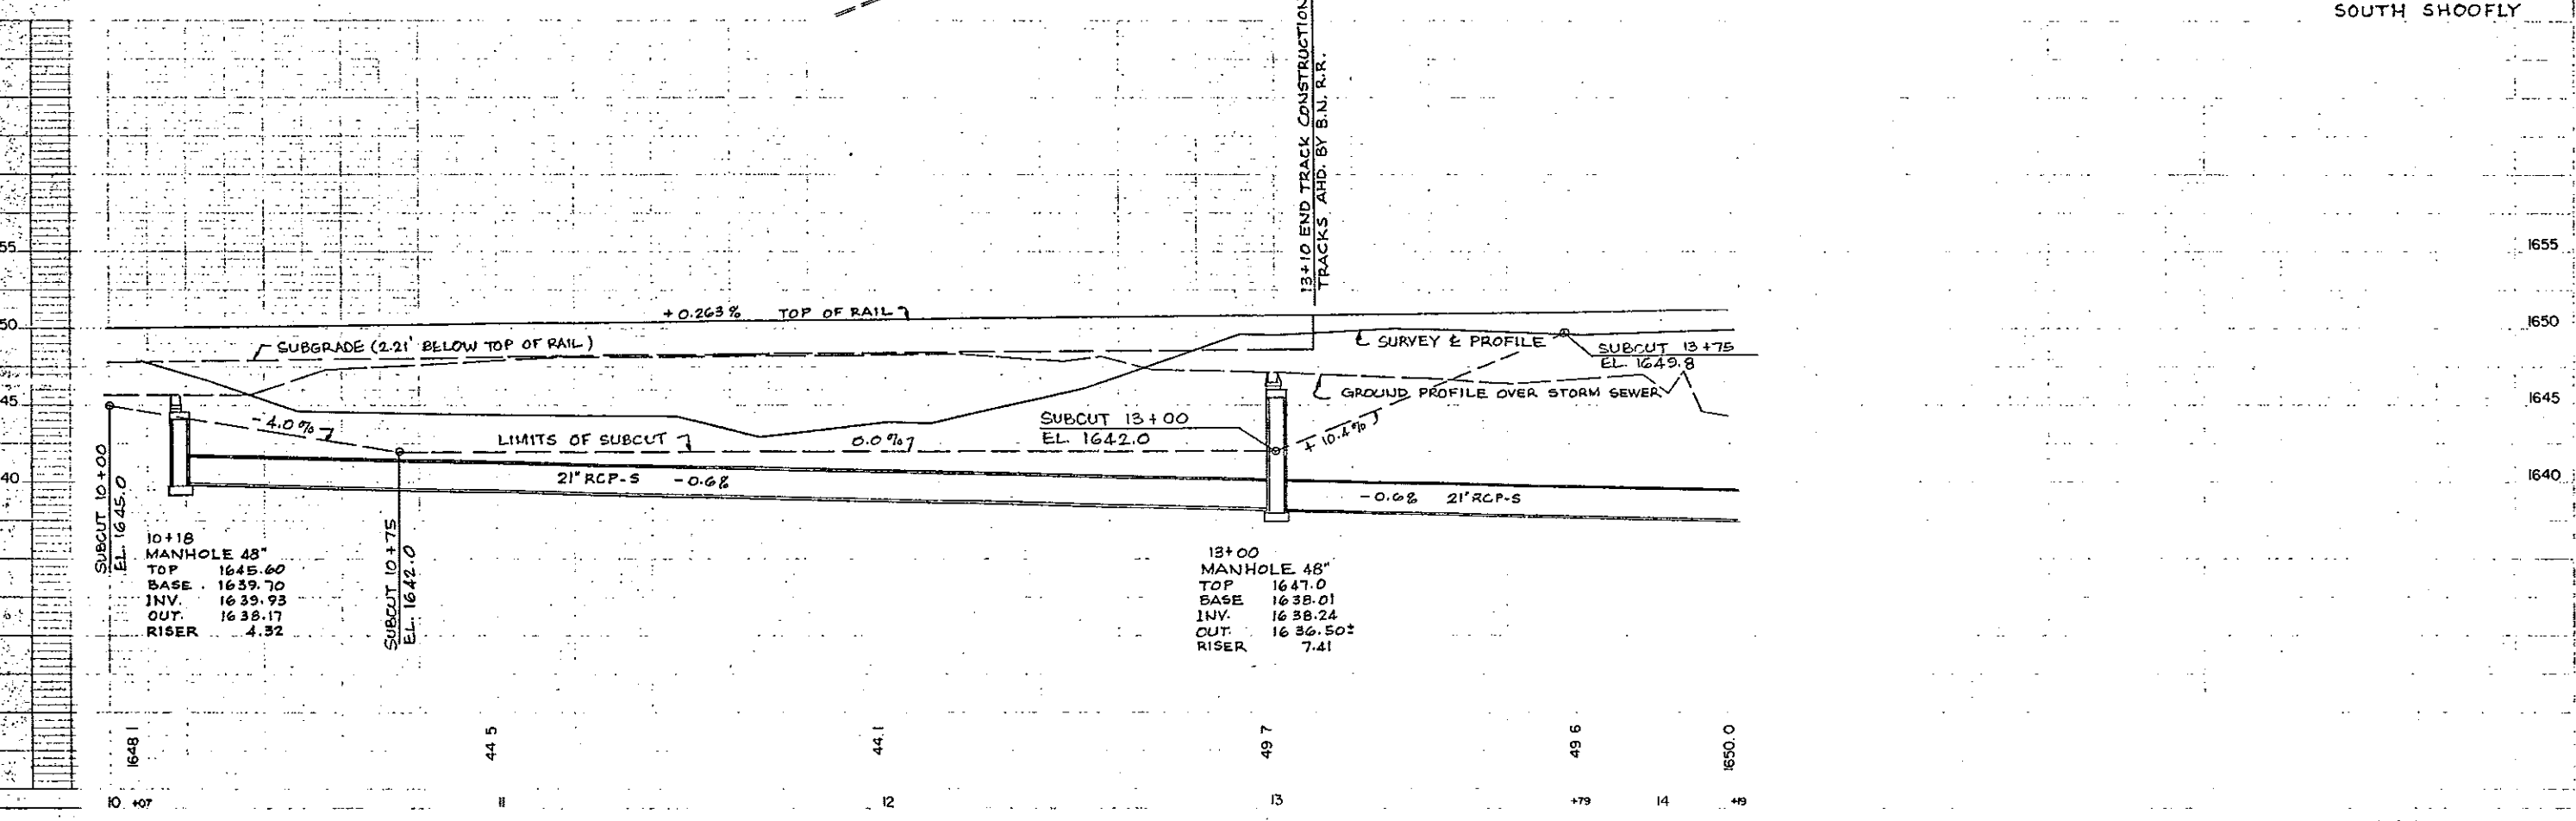 SOUTH SHOOFLY
13+10 END TRACK CONSTRUCTION
TRACKS AHD. BY B.N. R.R.
55
1655
+0.263% TOP OF RAIL
50
1650
SUBGRADE (2.21' BELOW TOP OF RAIL)
℄ SURVEY ℄ PROFILE
SUBCUT 13+75
EL. 1649.8
GROUND PROFILE OVER STORM SEWER
45
1645
-4.0%
LIMITS OF SUBCUT
0.0%
SUBCUT 13+00
EL. 1642.0
+10.4%
40
1640
21" RCP-S -0.6%
-0.6% 21" RCP-S
SUBCUT 10+00
EL. 1645.0
10+18
MANHOLE 48"
TOP 1645.60
BASE 1639.70
INV. 1639.93
OUT. 1638.17
RISER 4.32
SUBCUT 10+75
EL. 1642.0
13+00
MANHOLE 48"
TOP 1647.0
BASE 1638.01
INV. 1638.24
OUT. 1636.50±
RISER 7.41
1648 1
44 5
44.1
49 7
49 6
1650.0
10 +07 11 12 13 +79 14 +19